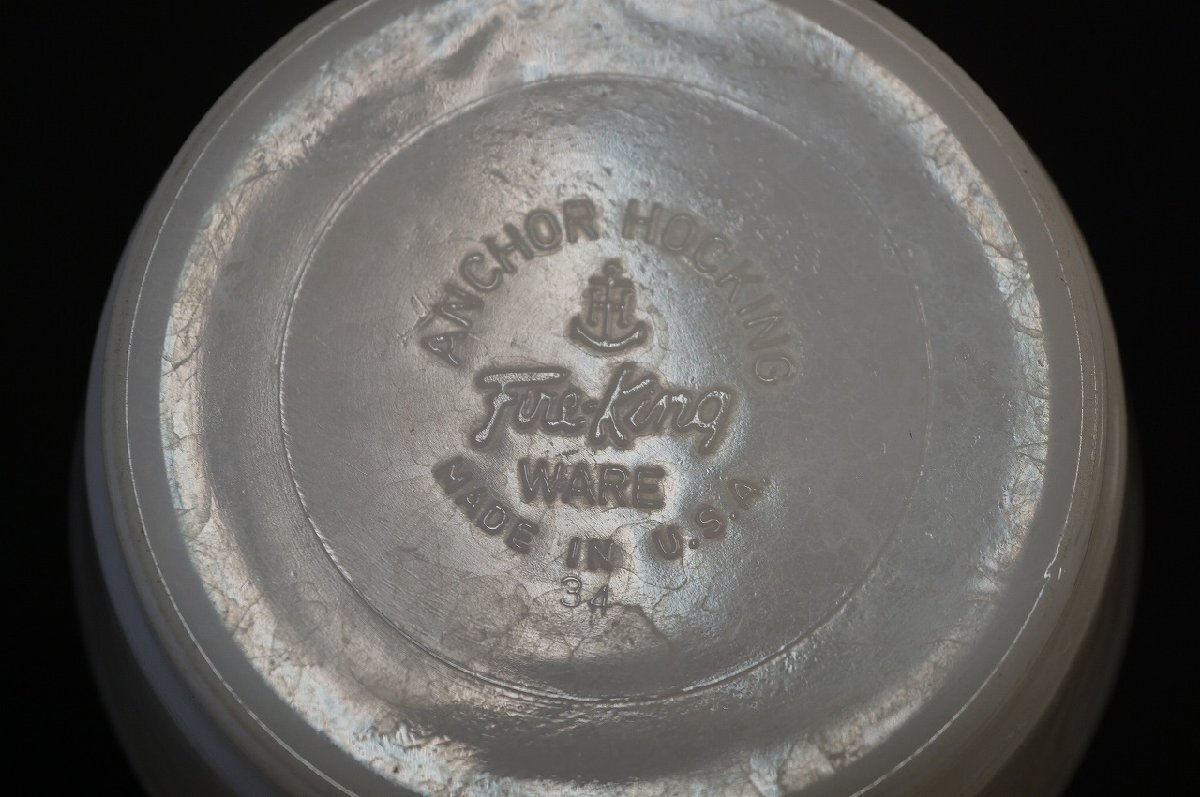 ANCHOR HOCKING
H
Fire-King
WARE
MADE IN U.S.A
34